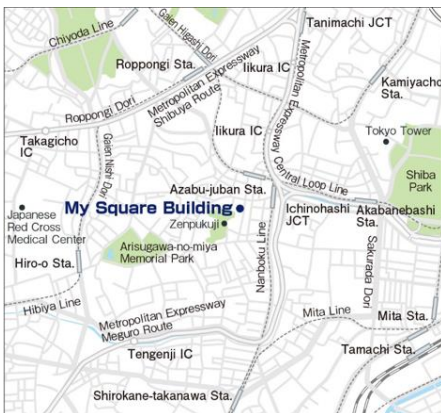 Chiyoda Line
Gaien Higashi Dori
Tanimachi JCT
Roppongi Sta.
Iikura IC
Metropolitan Expressway
Shibuya Route
Metropolitan Expressway
Central Loop Line
Kamiyacho
Sta.
Roppongi Dori
Iikura IC
Tokyo Tower
Takagicho
IC
Gaien Nishi Dori
Shiba
Park
Azabu-juban Sta.
My Square Building
Japanese
Red Cross
Medical Center
Zenpukuji
Ichinohashi
JCT
Akabanebashi
Sta.
Arisugawa-no-miya
Memorial Park
Hiro-o Sta.
Nanboku Line
Sakurada Dori
Hibiya Line
Metropolitan Expressway
Meguro Route
Mita Line
Mita Sta.
Tengenji IC
Tamachi Sta.
Shirokane-takanawa Sta.